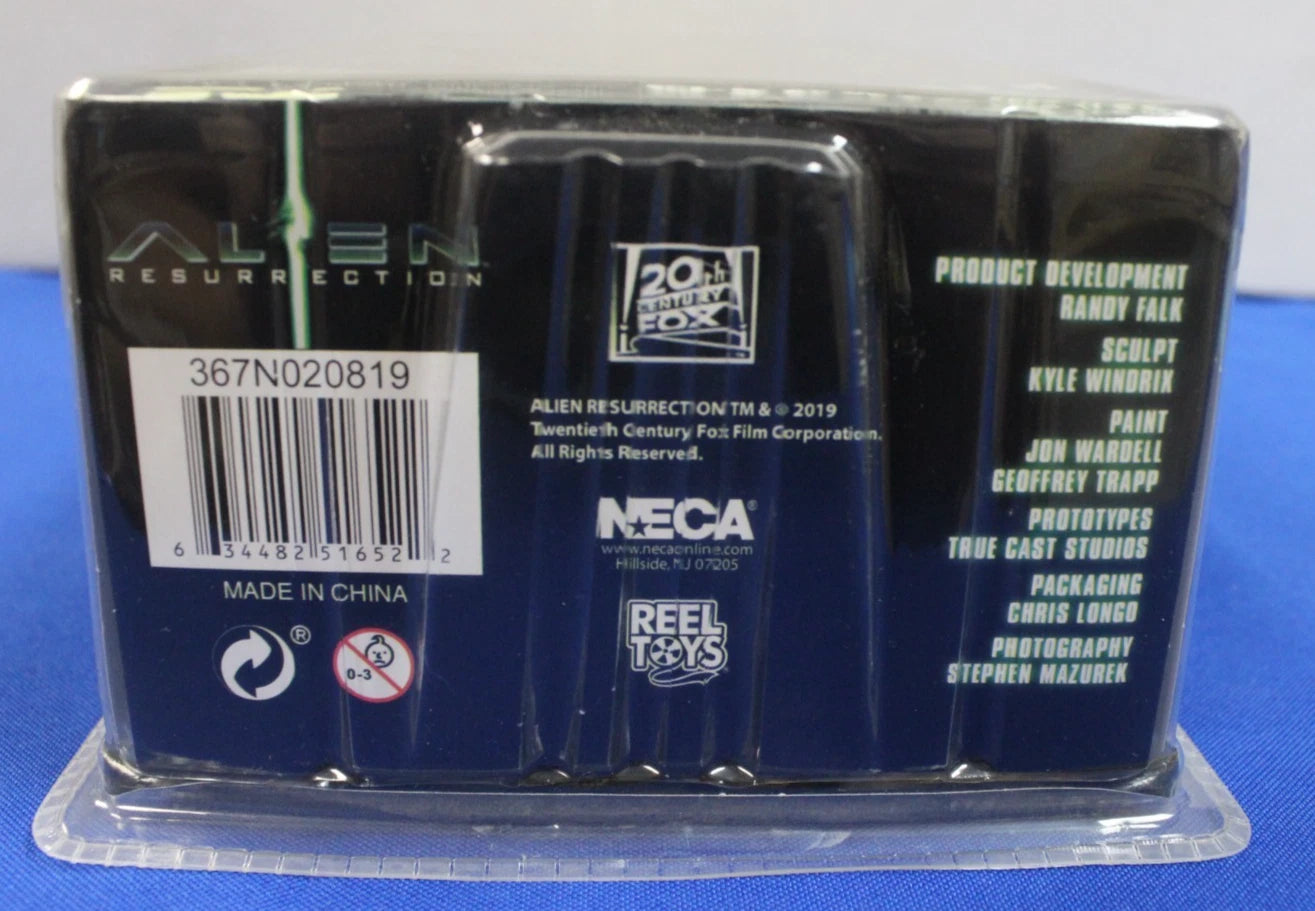 ALIEN™
RESURRECTION
367N020819
6 34482 51652 2
MADE IN CHINA
®
0-3
20th
CENTURY
FOX
ALIEN RESURRECTION TM & © 2019
Twentieth Century Fox Film Corporation.
All Rights Reserved.
NECA®
www.necaonline.com
Hillside, NJ 07205
REEL
TOYS
PRODUCT DEVELOPMENT
RANDY FALK
SCULPT
KYLE WINDRIX
PAINT
JON WARDELL
GEOFFREY TRAPP
PROTOTYPES
TRUE CAST STUDIOS
PACKAGING
CHRIS LONGO
PHOTOGRAPHY
STEPHEN MAZUREK